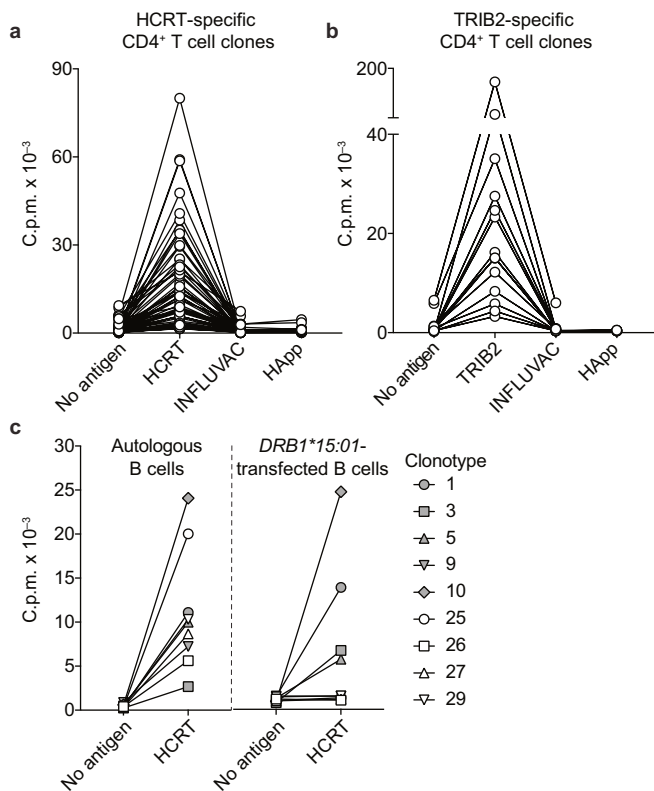 a
HCRT-specific
CD4⁺ T cell clones
90
60
30
0
C.p.m. x 10⁻³
No antigen
HCRT
INFLUVAC
HApp
b
TRIB2-specific
CD4⁺ T cell clones
200
40
20
0
C.p.m. x 10⁻³
No antigen
TRIB2
INFLUVAC
HApp
c
Autologous
B cells
DRB1*15:01-
transfected B cells
30
25
20
15
10
5
0
C.p.m. x 10⁻³
No antigen
HCRT
No antigen
HCRT
Clonotype
1
3
5
9
10
25
26
27
29